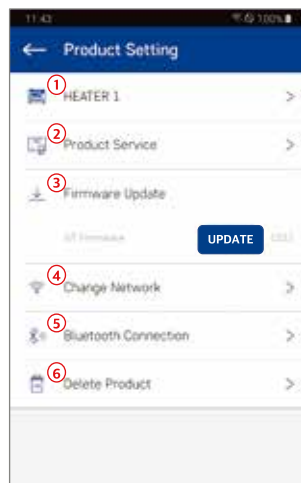 11:43 100%
Product Setting
① HEATER 1
② Product Service
③ Firmware Update
UPDATE
④ Change Network
⑤ Bluetooth Connection
⑥ Delete Product